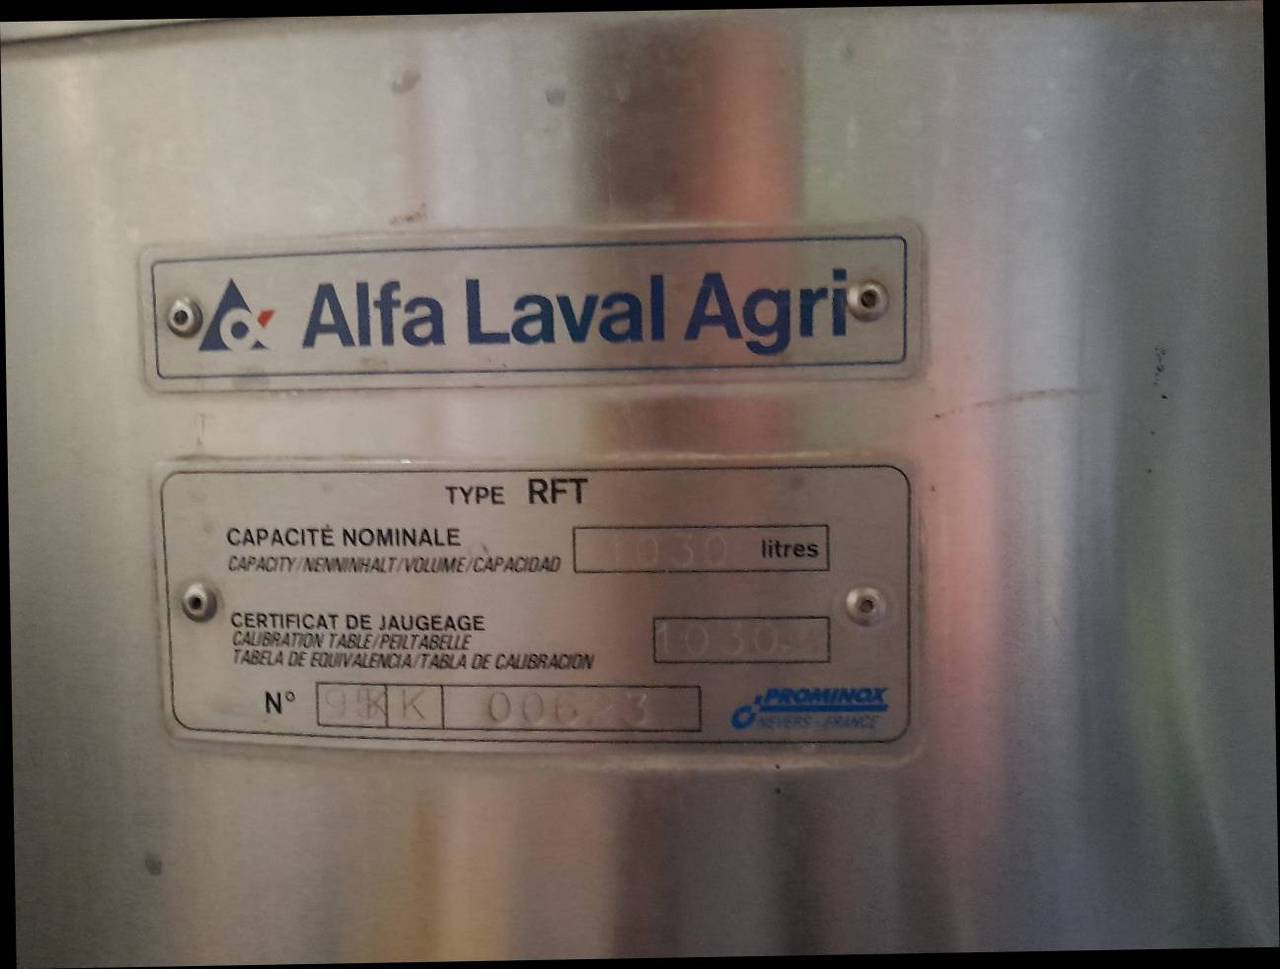 Alfa Laval Agri
TYPE RFT
CAPACITÉ NOMINALE
1030 litres
CAPACITY/NENNINHALT/VOLUME/CAPACIDAD
CERTIFICAT DE JAUGEAGE
CALIBRATION TABLE/PEILTABELLE
TABELA DE EQUIVALENCIA/TABLA DE CALIBRACION
N°
PROMINOX
NEVERS - FRANCE